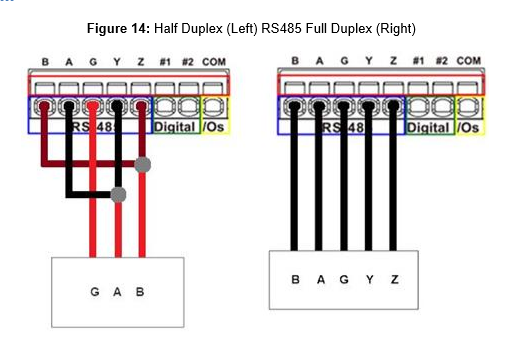 Figure 14: Half Duplex (Left) RS485 Full Duplex (Right)
B A G Y Z #1 #2 COM
RS485 Digital I/Os
G A B
B A G Y Z #1 #2 COM
RS485 Digital I/Os
B A G Y Z